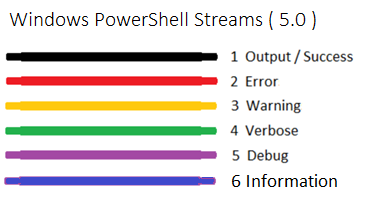 Windows PowerShell Streams ( 5.0 )
1 Output / Success
2 Error
3 Warning
4 Verbose
5 Debug
6 Information